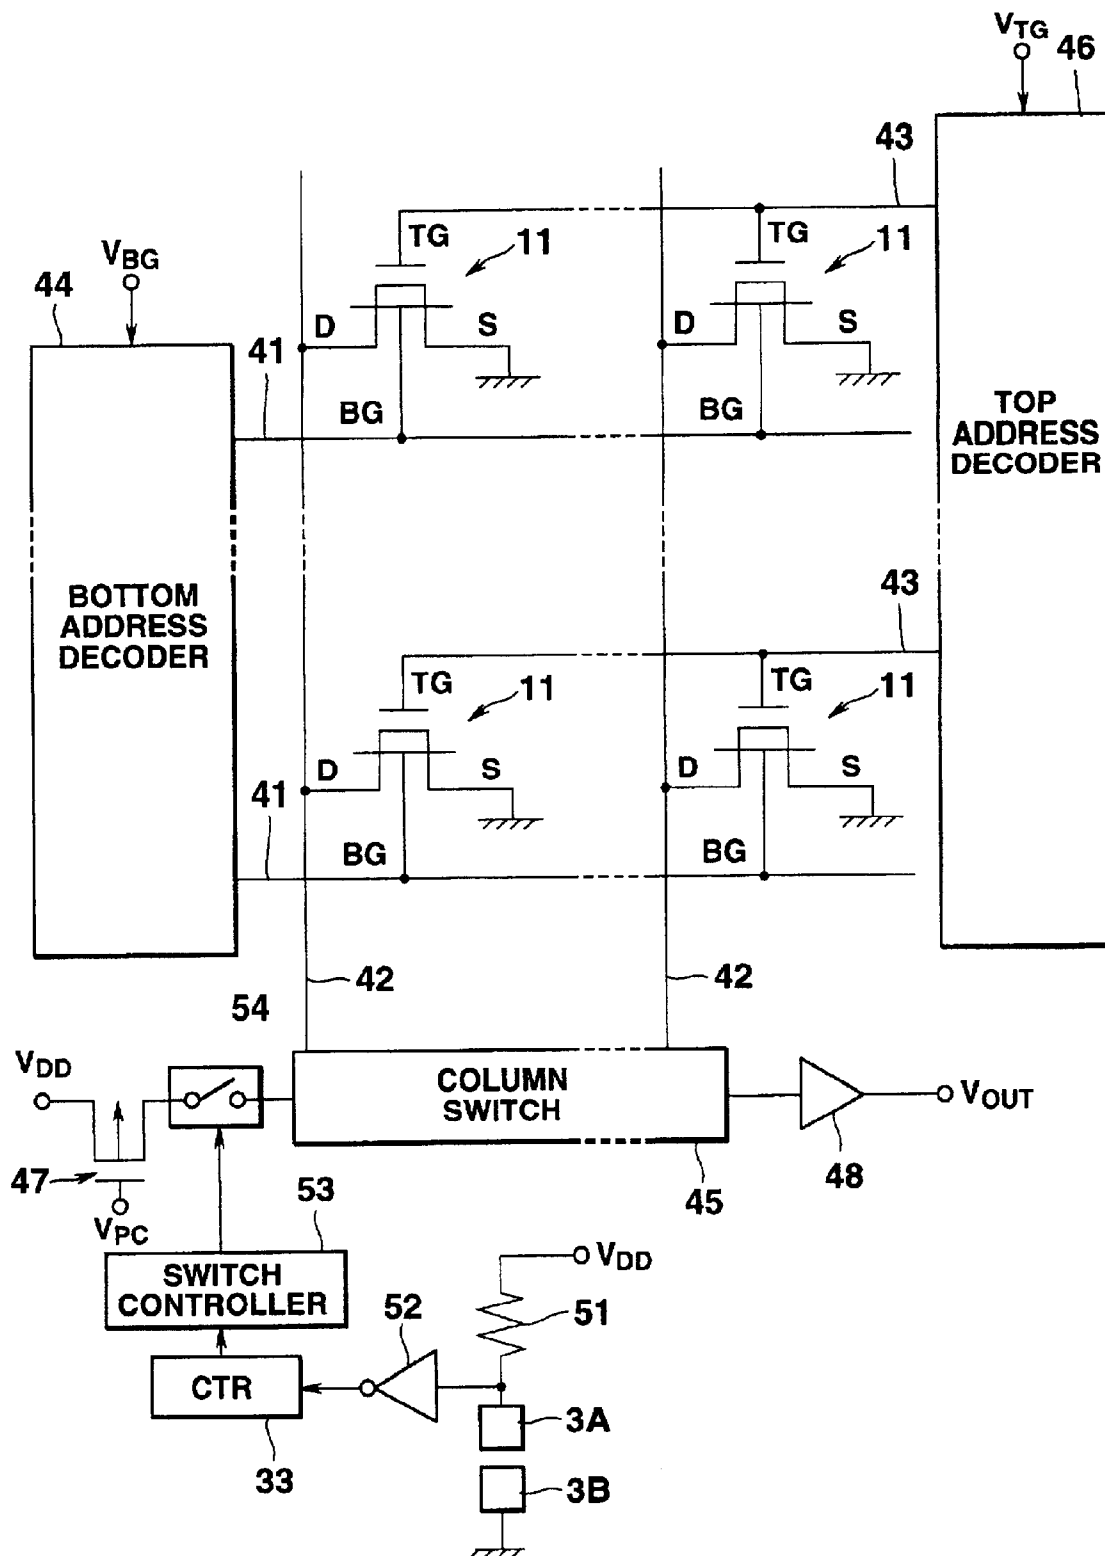 VTG
46
43
TG
11
TG
11
VBG
44
D
S
D
S
41
BG
BG
TOP
ADDRESS
DECODER
BOTTOM
ADDRESS
DECODER
43
TG
11
TG
11
D
S
D
S
41
BG
BG
42
42
54
VDD
COLUMN
SWITCH
VOUT
47
VPC
53
45
48
SWITCH
CONTROLLER
VDD
52
51
CTR
3A
33
3B